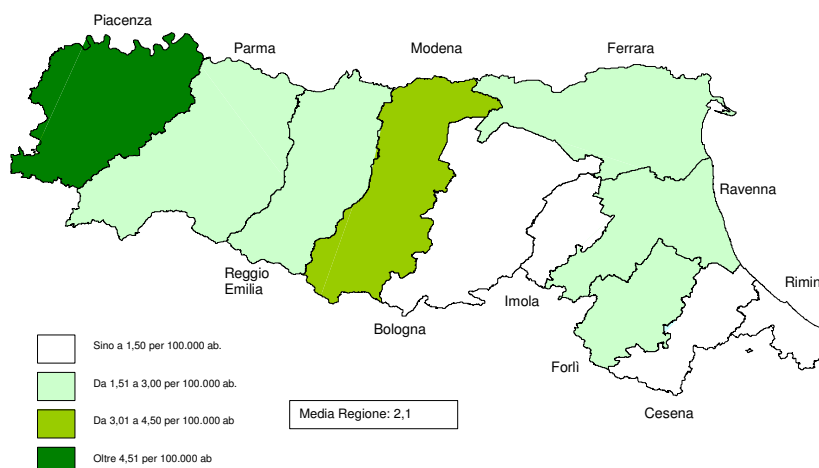 Piacenza
Parma
Modena
Ferrara
Ravenna
Rimin
Reggio
Emilia
Imola
Bologna
Forlì
Cesena
Sino a 1,50 per 100.000 ab.
Da 1,51 a 3,00 per 100.000 ab.
Da 3,01 a 4,50 per 100.000 ab
Oltre 4,51 per 100.000 ab
Media Regione: 2,1